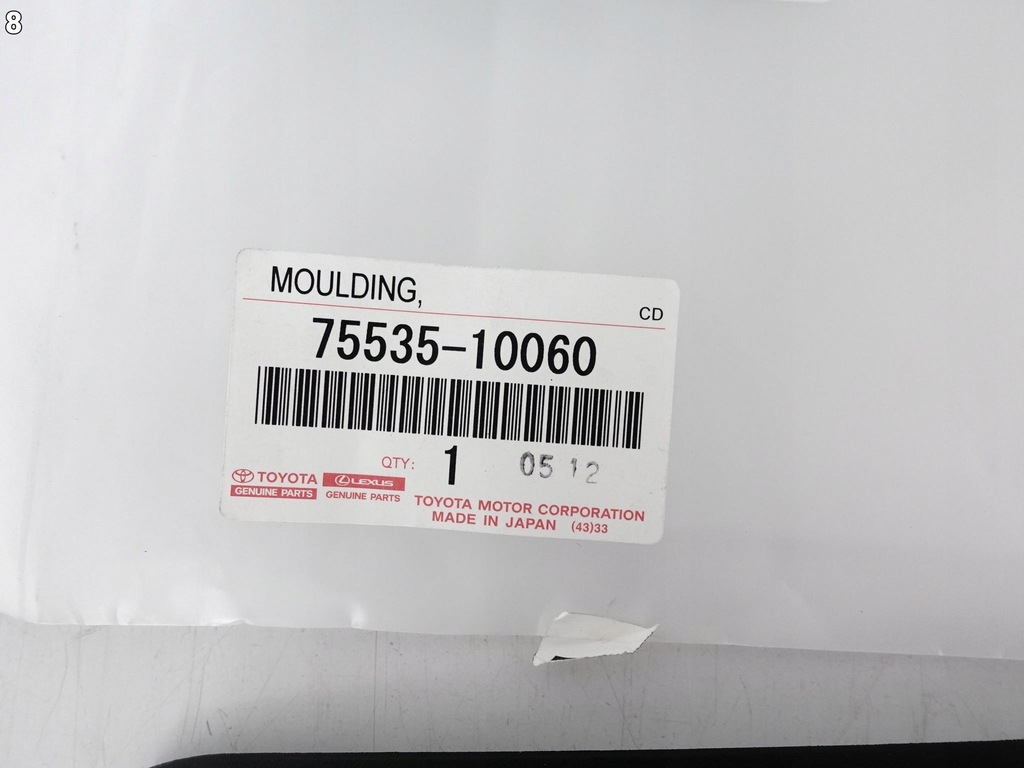 8
MOULDING,
CD
75535-10060
QTY: 1 05 12
TOYOTA LEXUS
GENUINE PARTS GENUINE PARTS
TOYOTA MOTOR CORPORATION
MADE IN JAPAN (43)33